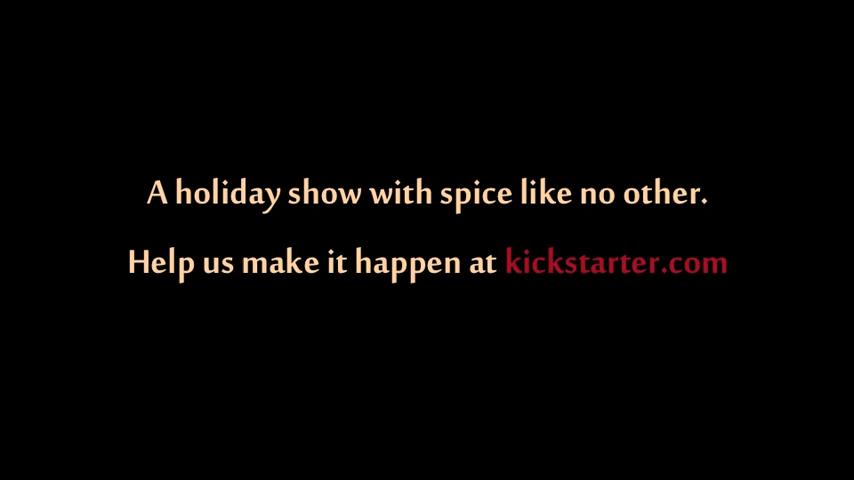 A holiday show with spice like no other.
Help us make it happen at kickstarter.com